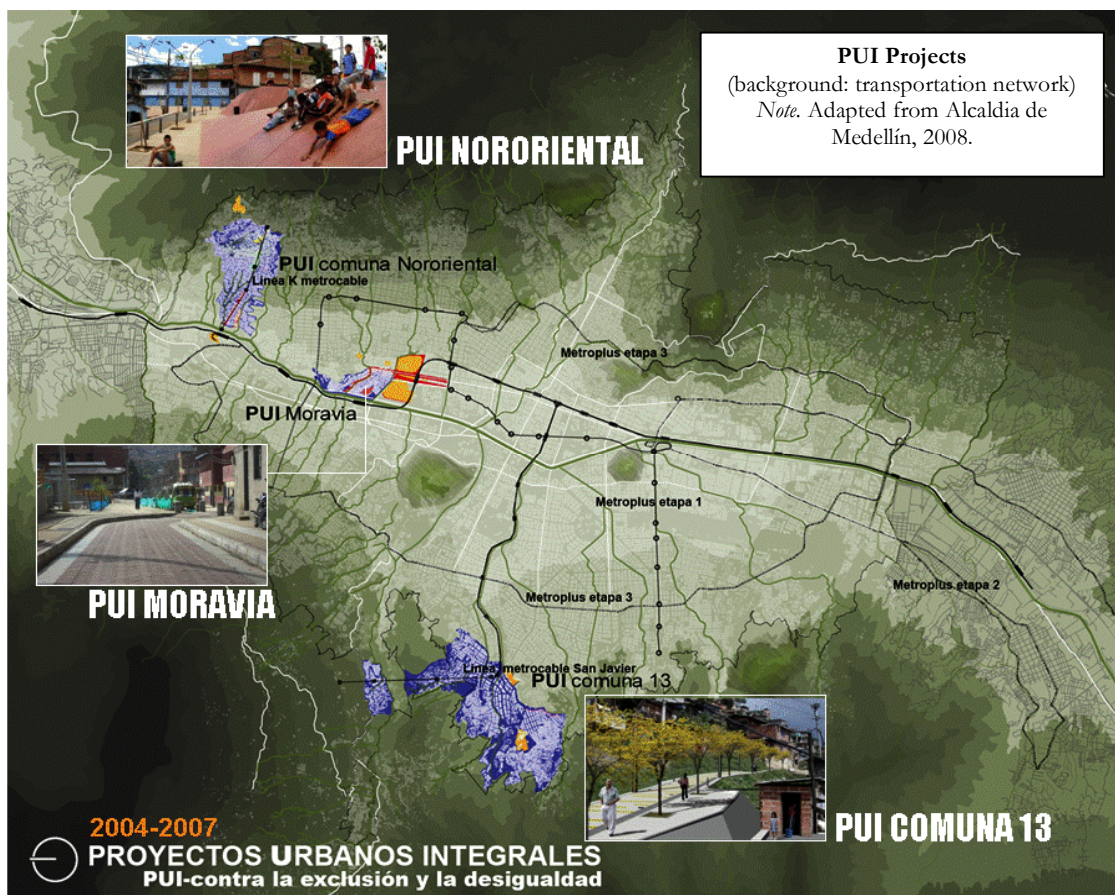 PUI Projects
(background: transportation network)
Note. Adapted from Alcaldia de
Medellín, 2008.
PUI NORORIENTAL
PUI comuna Nororiental
Linea K metrocable
Metroplus etapa 3
PUI Moravia
Metroplus etapa 1
Metroplus etapa 2
PUI MORAVIA
Metroplus etapa 3
Linea metrocable San Javier
PUI comuna 13
PUI COMUNA 13
2004-2007
PROYECTOS URBANOS INTEGRALES
PUI-contra la exclusión y la desigualdad